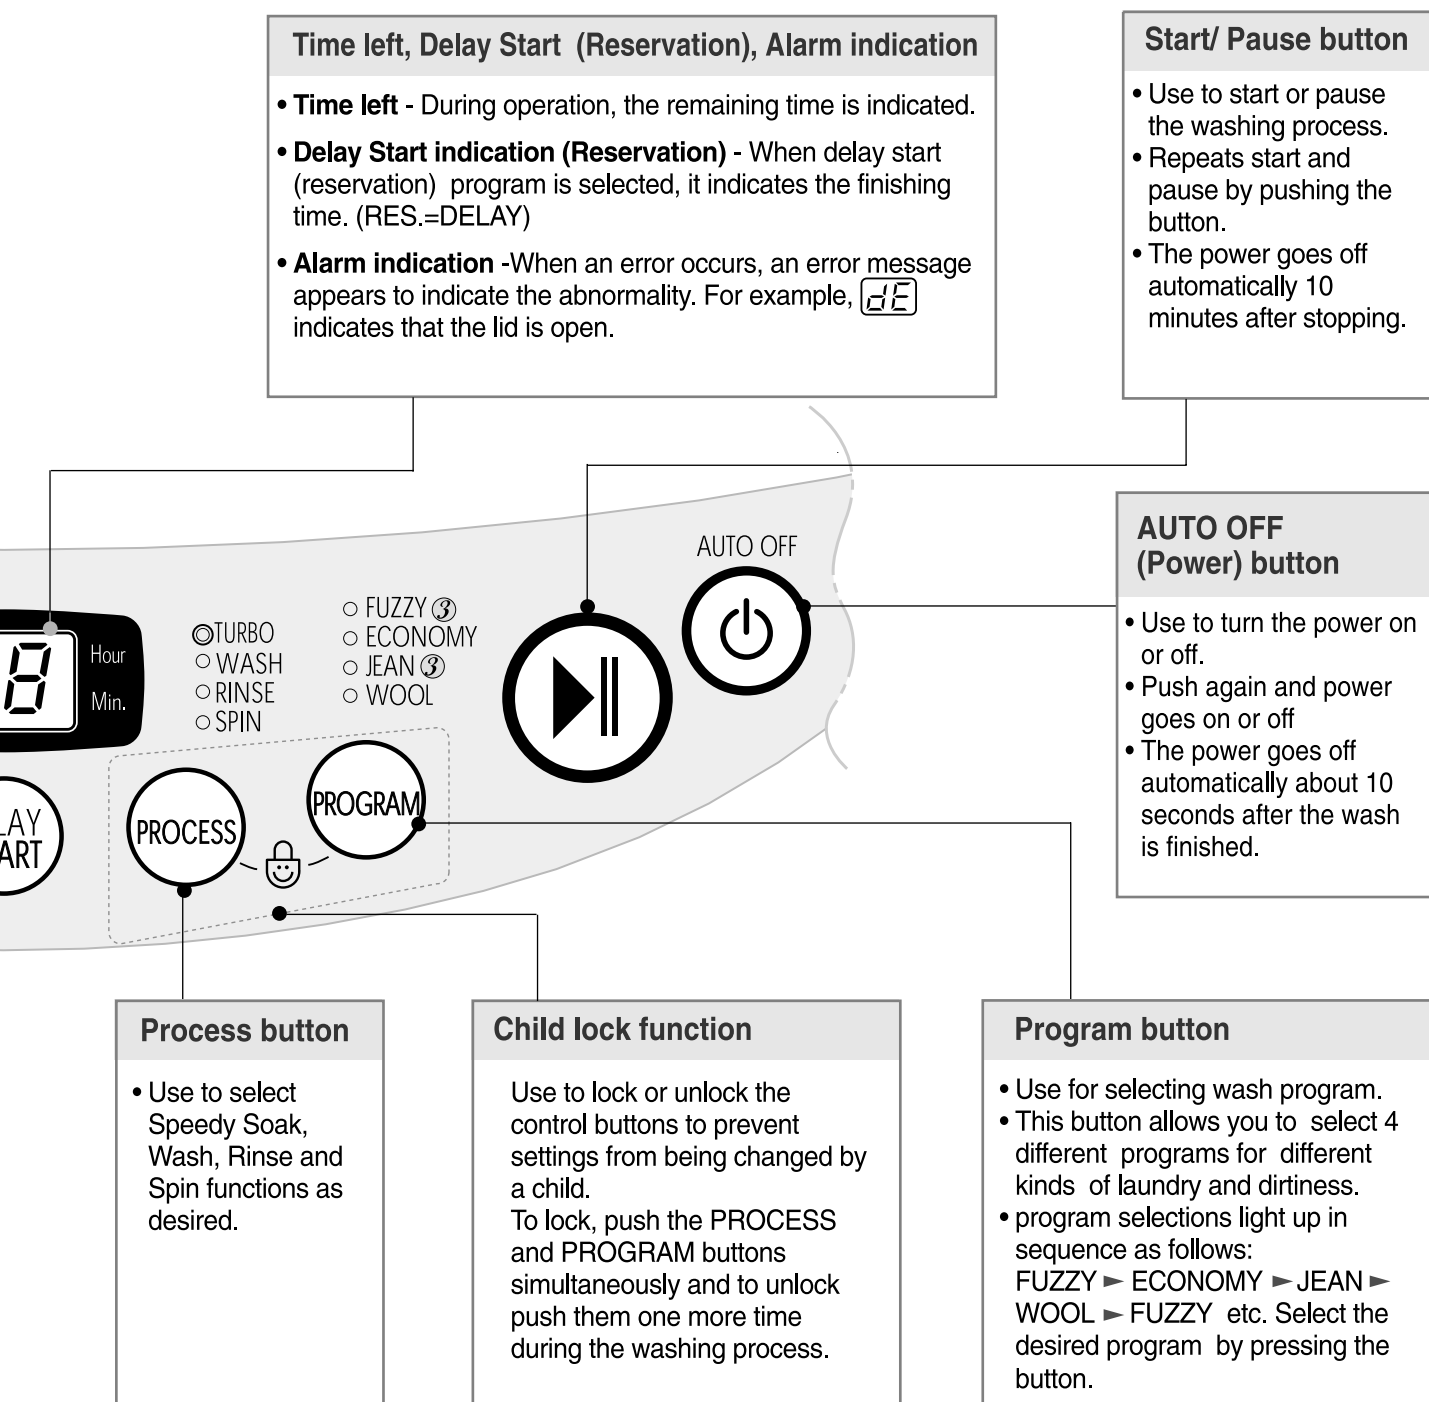 Time left, Delay Start (Reservation), Alarm indication
• Time left - During operation, the remaining time is indicated.
• Delay Start indication (Reservation) - When delay start
(reservation) program is selected, it indicates the finishing
time. (RES.=DELAY)
• Alarm indication -When an error occurs, an error message
appears to indicate the abnormality. For example, dE
indicates that the lid is open.
Start/ Pause button
• Use to start or pause
the washing process.
• Repeats start and
pause by pushing the
button.
• The power goes off
automatically 10
minutes after stopping.
AUTO OFF
8
Hour
Min.
TURBO
WASH
RINSE
SPIN
FUZZY 3
ECONOMY
JEAN 3
WOOL
LAY
ART
PROCESS
PROGRAM
AUTO OFF
(Power) button
• Use to turn the power on
or off.
• Push again and power
goes on or off
• The power goes off
automatically about 10
seconds after the wash
is finished.
Process button
• Use to select
Speedy Soak,
Wash, Rinse and
Spin functions as
desired.
Child lock function
Use to lock or unlock the
control buttons to prevent
settings from being changed by
a child.
To lock, push the PROCESS
and PROGRAM buttons
simultaneously and to unlock
push them one more time
during the washing process.
Program button
• Use for selecting wash program.
• This button allows you to select 4
different programs for different
kinds of laundry and dirtiness.
• program selections light up in
sequence as follows:
FUZZY ► ECONOMY ► JEAN ►
WOOL ► FUZZY etc. Select the
desired program by pressing the
button.